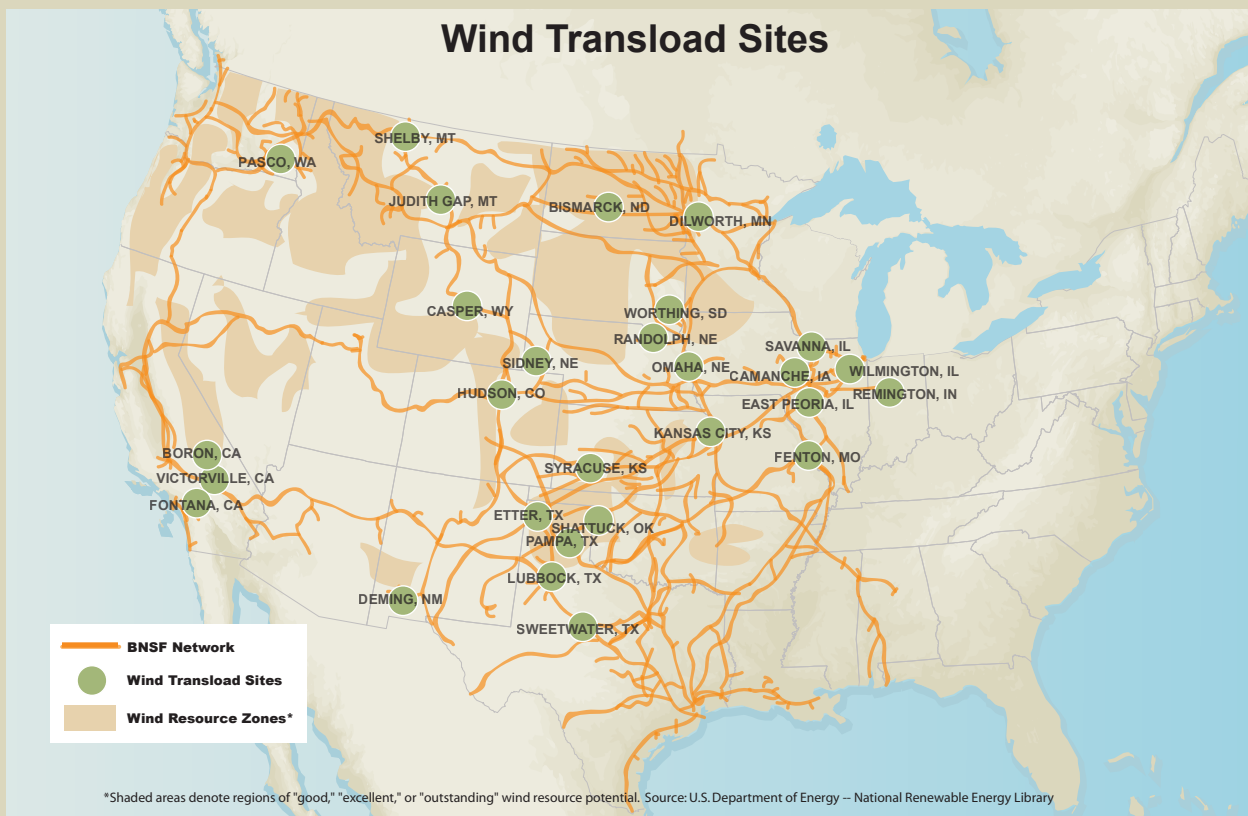 Wind Transload Sites
SHELBY, MT
PASCO, WA
JUDITH GAP, MT
BISMARCK, ND
DILWORTH, MN
CASPER, WY
WORTHING, SD
RANDOLPH, NE
SAVANNA, IL
SIDNEY, NE
OMAHA, NE
CAMANCHE, IA
WILMINGTON, IL
HUDSON, CO
REMINGTON, IN
EAST PEORIA, IL
KANSAS CITY, KS
BORON, CA
FENTON, MO
SYRACUSE, KS
VICTORVILLE, CA
FONTANA, CA
ETTER, TX
SHATTUCK, OK
PAMPA, TX
LUBBOCK, TX
DEMING, NM
SWEETWATER, TX
BNSF Network
Wind Transload Sites
Wind Resource Zones*
*Shaded areas denote regions of "good," "excellent," or "outstanding" wind resource potential. Source: U.S. Department of Energy -- National Renewable Energy Library